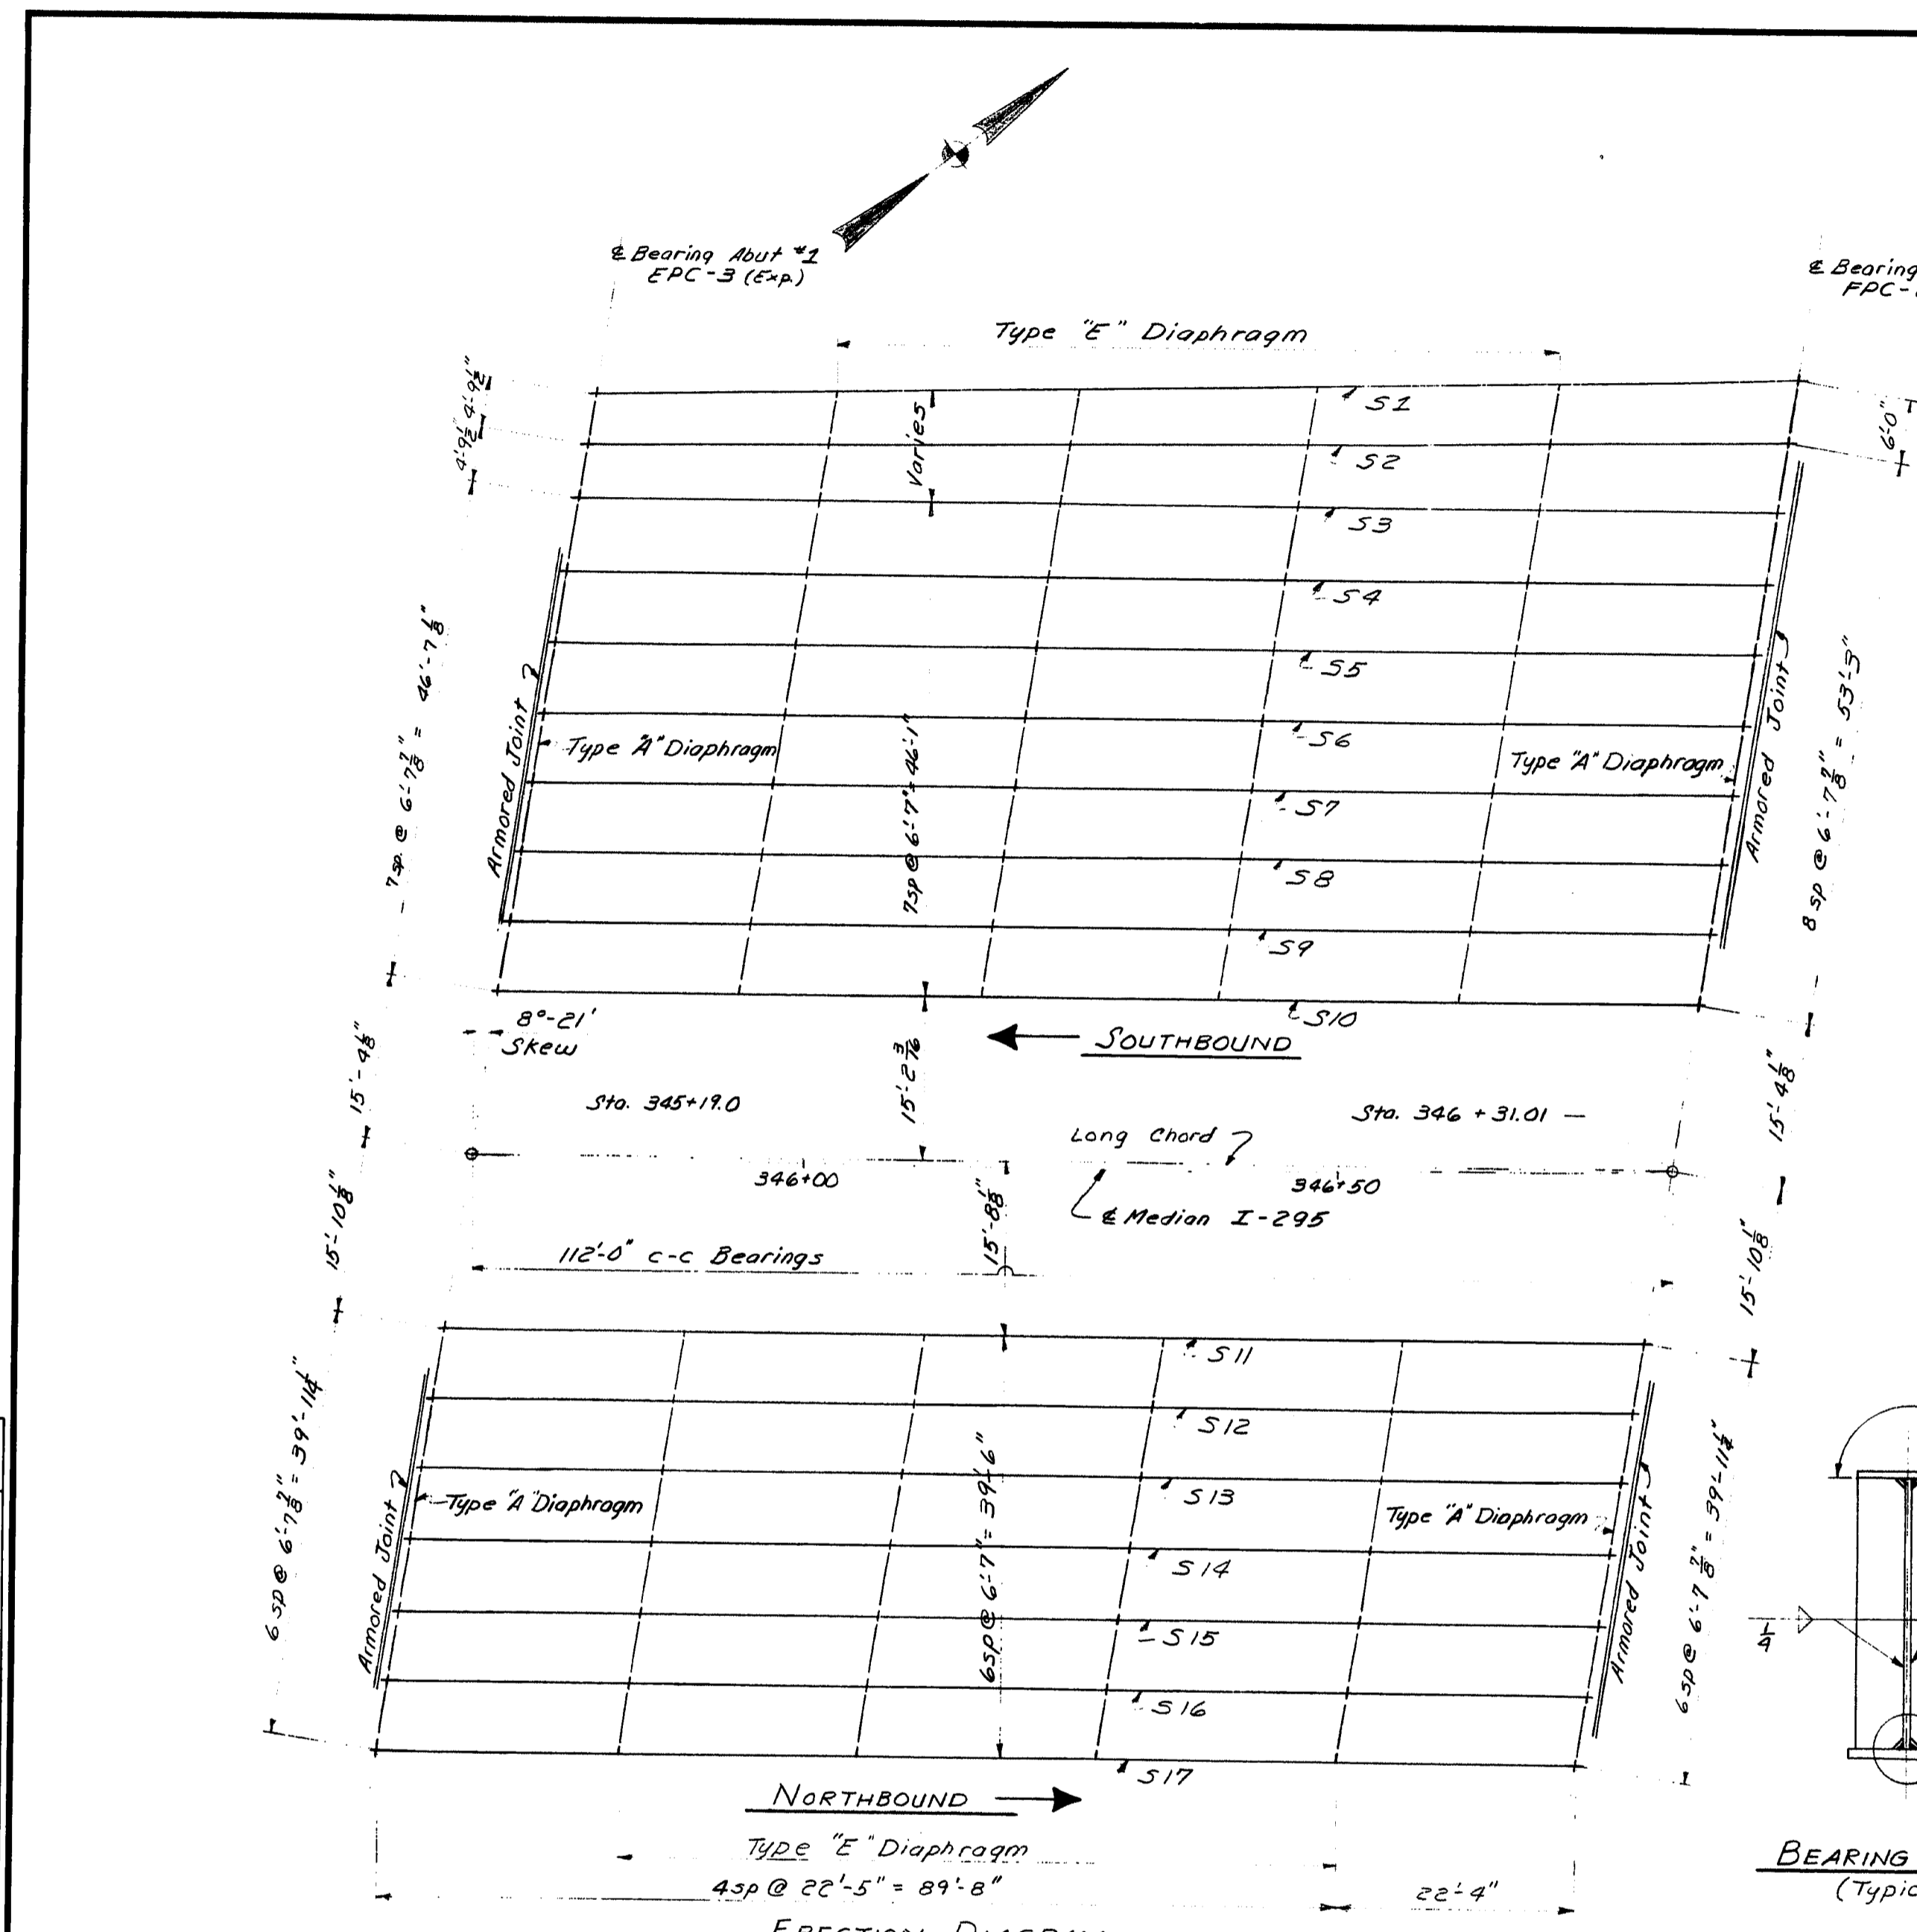 ℄ Bearing Abut #1
EPC-3 (Exp.)
℄ Bearing
FPC-
Type "E" Diaphragm
4'-9½" 4'-9½"
6'-0"
Varies
S1
S2
S3
S4
S5
S6
S7
S8
S9
S10
7 sp. @ 6'-7⅞" = 46'-7⅛"
Armored Joint
Type "A" Diaphragm
7sp @ 6'-7" = 46'-1"
Type "A" Diaphragm
Armored Joint
8 sp @ 6'-7⅞" = 53'-3"
8°-21'
Skew
SOUTHBOUND
15'-4⅛"
15'-2 3/16
15'-4⅛"
Sta. 345+19.0
Sta. 346 + 31.01
Long Chord
346+00
346+50
℄ Median I-295
15'-10⅛"
15'-8⅛"
15'-10⅛"
112'-0" c-c Bearings
S11
S12
S13
S14
S15
S16
S17
6 sp @ 6'-7⅞" = 39'-11¼"
Armored Joint
Type "A" Diaphragm
6sp @ 6'-7" = 39'-6"
Type "A" Diaphragm
Armored Joint
6 sp @ 6'-7⅞" = 39'-11¼"
¼
NORTHBOUND
Type "E" Diaphragm
4sp @ 22'-5" = 89'-8"
22'-4"
BEARING
(Typic
ERECTION DIAGRAM